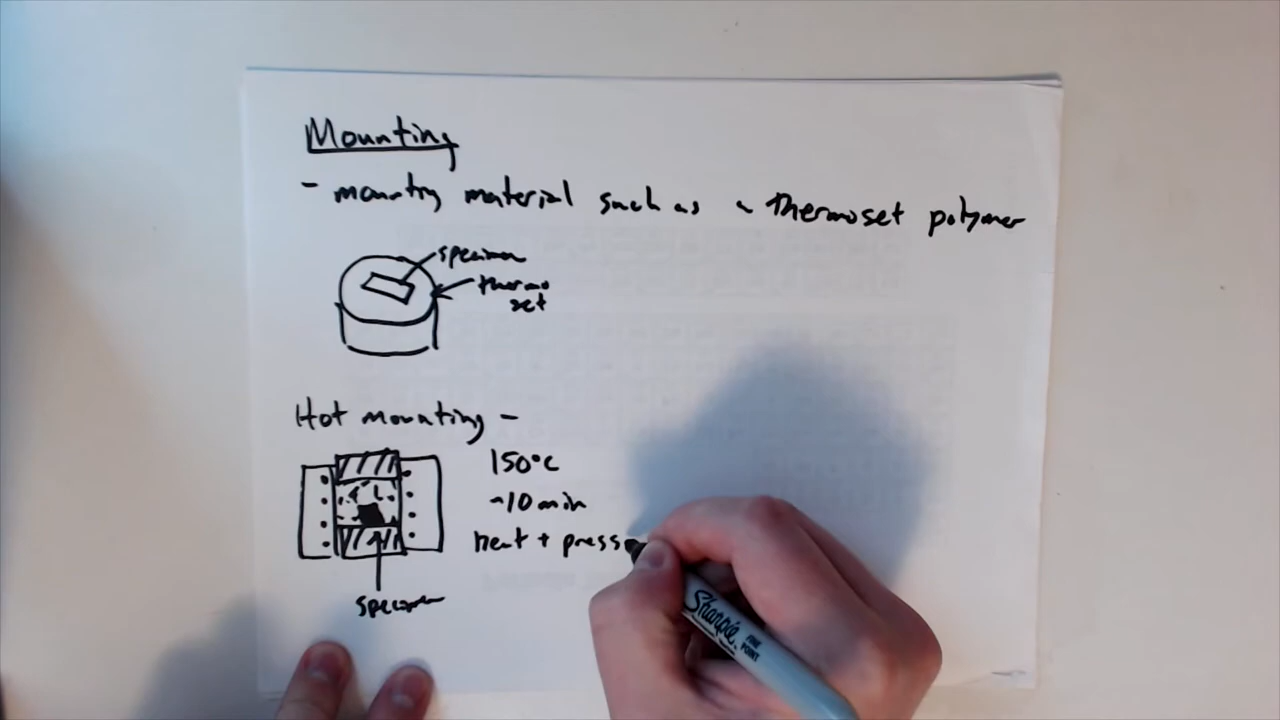 Mounting
- mounting material such as a thermoset polymer
specimen
thermo
set
Hot mounting -
150°C
~10 min
heat + press
specimen
Sharpie.
FINE
POINT